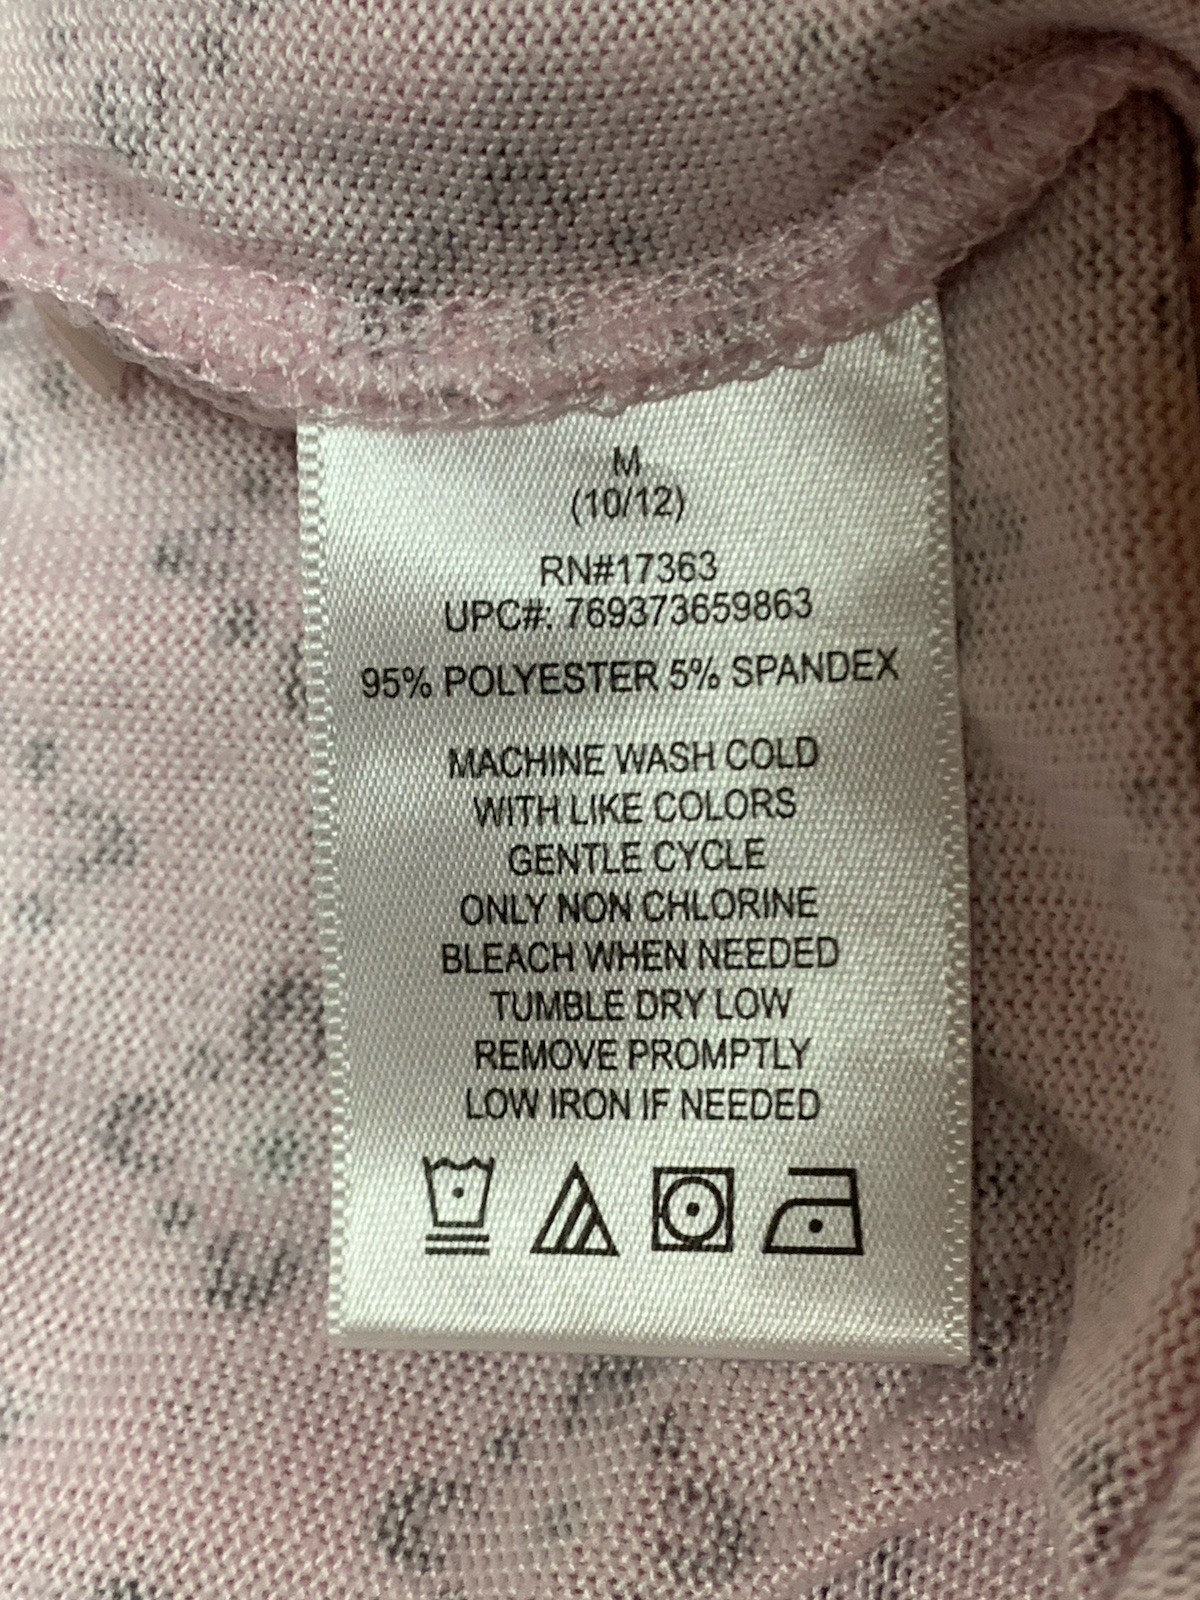 M
(10/12)
RN#17363
UPC#: 769373659863
95% POLYESTER 5% SPANDEX
MACHINE WASH COLD
WITH LIKE COLORS
GENTLE CYCLE
ONLY NON CHLORINE
BLEACH WHEN NEEDED
TUMBLE DRY LOW
REMOVE PROMPTLY
LOW IRON IF NEEDED